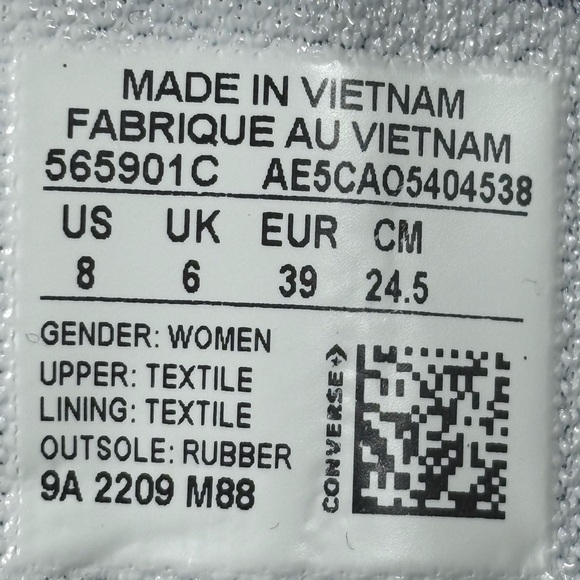 MADE IN VIETNAM
FABRIQUE AU VIETNAM
565901C AE5CAO5404538
US UK EUR CM
8 6 39 24.5
GENDER: WOMEN
UPPER: TEXTILE
LINING: TEXTILE
OUTSOLE: RUBBER
9A 2209 M88
CONVERSE